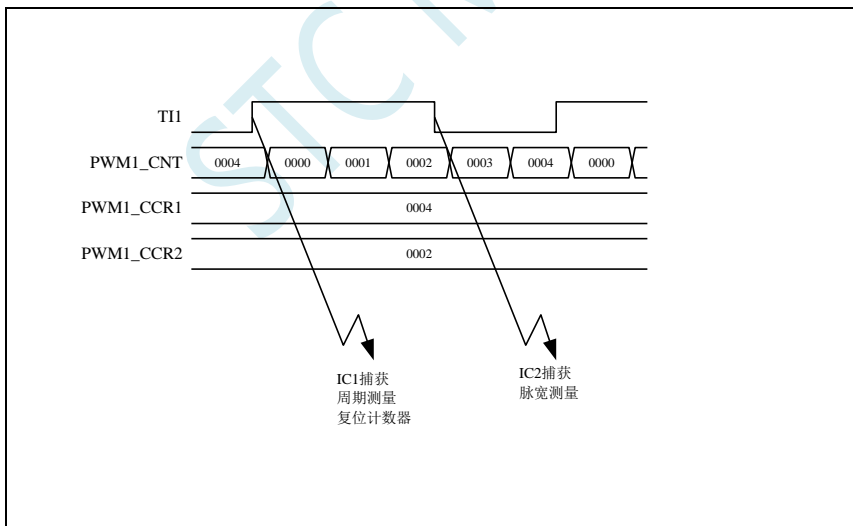 STC M
TI1
PWM1_CNT 0004 0000 0001 0002 0003 0004 0000
PWM1_CCR1 0004
PWM1_CCR2 0002
IC1捕获
周期测量
复位计数器
IC2捕获
脉宽测量